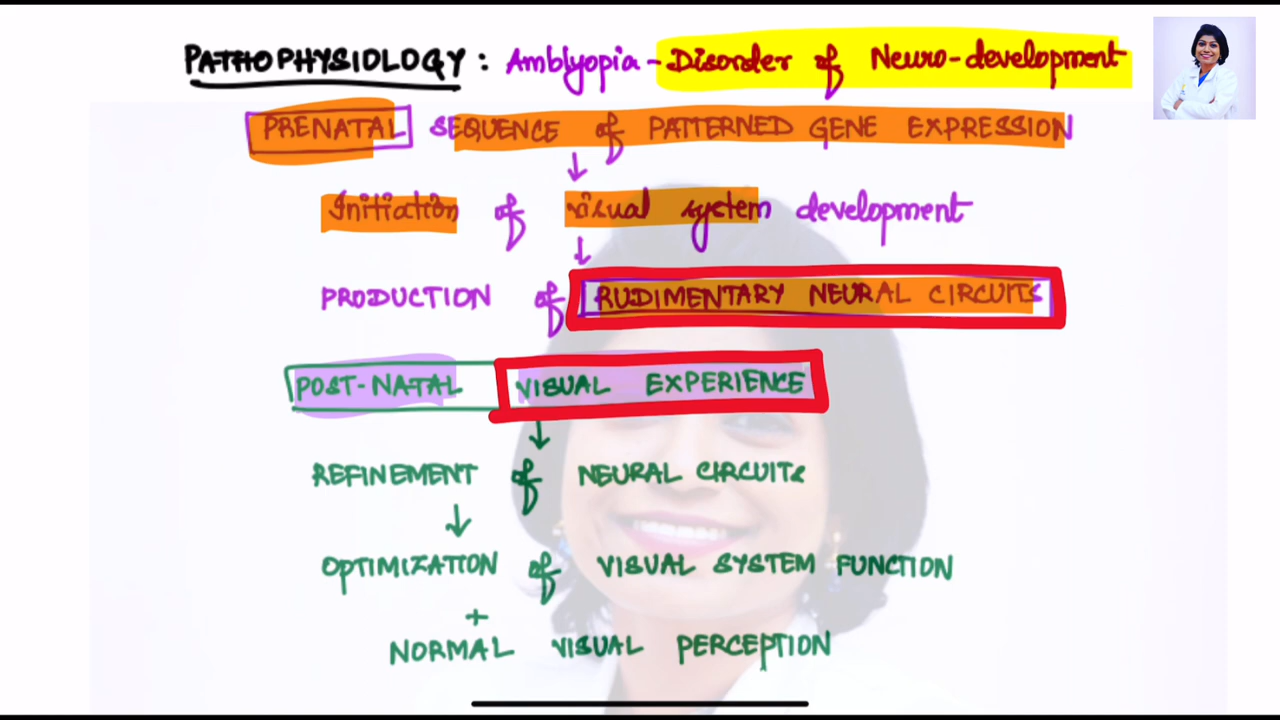 PATHOPHYSIOLOGY : Amblyopia - Disorder of Neuro-development
PRENATAL SEQUENCE of PATTERNED GENE EXPRESSION
↓
Initiation of visual system development
↓
PRODUCTION of RUDIMENTARY NEURAL CIRCUITS
POST-NATAL VISUAL EXPERIENCE
↓
REFINEMENT of NEURAL CIRCUITS
↓
OPTIMIZATION of VISUAL SYSTEM FUNCTION
+
NORMAL VISUAL PERCEPTION